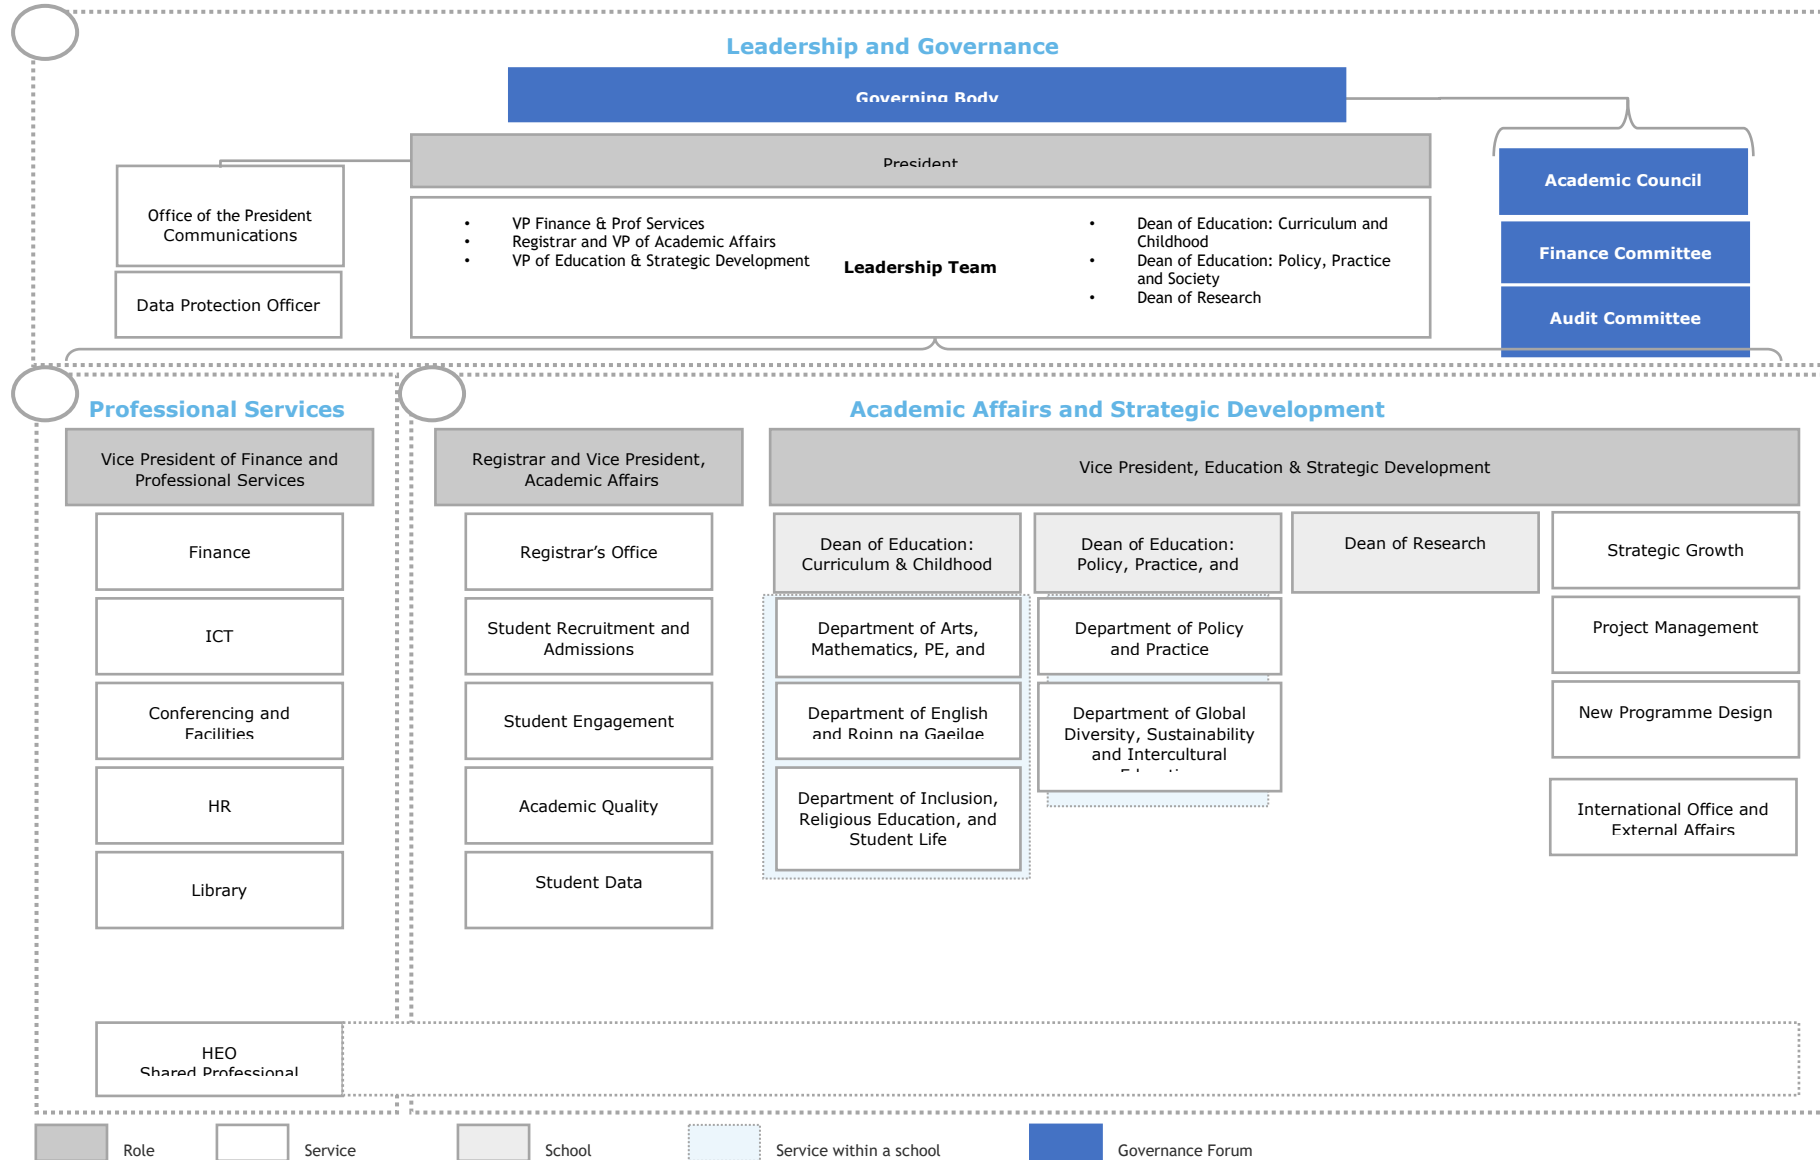 Leadership and Governance
Governing Body
President
Office of the President
Communications
Data Protection Officer
• VP Finance & Prof Services
• Registrar and VP of Academic Affairs
• VP of Education & Strategic Development
Leadership Team
• Dean of Education: Curriculum and
Childhood
• Dean of Education: Policy, Practice
and Society
• Dean of Research
Academic Council
Finance Committee
Audit Committee
Professional Services
Vice President of Finance and
Professional Services
Finance
ICT
Conferencing and
Facilities
HR
Library
HEO
Shared Professional
Academic Affairs and Strategic Development
Registrar and Vice President,
Academic Affairs
Registrar’s Office
Student Recruitment and
Admissions
Student Engagement
Academic Quality
Student Data
Vice President, Education & Strategic Development
Dean of Education:
Curriculum & Childhood
Department of Arts,
Mathematics, PE, and
Department of English
and Roinn na Gaeilge
Department of Inclusion,
Religious Education, and
Student Life
Dean of Education:
Policy, Practice, and
Department of Policy
and Practice
Department of Global
Diversity, Sustainability
and Intercultural
Dean of Research
Strategic Growth
Project Management
New Programme Design
International Office and
External Affairs
Role
Service
School
Service within a school
Governance Forum